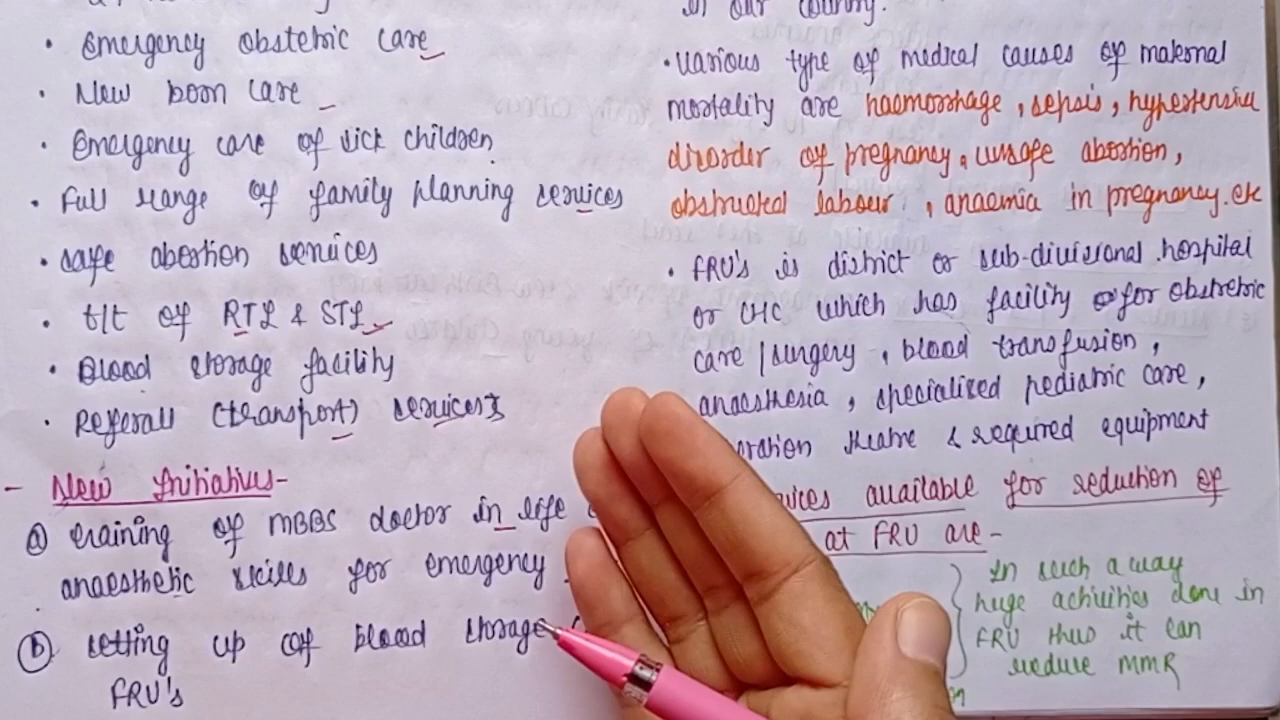 • Emergency obstetric care
• New born care
• Emergency care of sick children
• Full range of family planning services
• safe abortion services
• t/t of RTI & STI
• Blood storage facility
• Referall (transport) services
- New Initiatives-
ⓐ training of MBBS doctor in life
anaesthetic skills for emergency
ⓑ setting up of blood storage
FRU's
in our country.
• various type of medical causes of maternal
mortality are haemorrhage, sepsis, hypertensive
disorder of pregnancy, unsafe abortion,
obstructed labour, anaemia in pregnancy. etc
• FRU's is district or sub-divisional hospital
or CHC which has facility for obstretric
care / surgery, blood transfusion,
anaesthesia, specialized pediatric care,
theatre & required equipment
available for reduction of
at FRU are -
In such a way
huge activities done in
FRU thus it can
reduce MMR